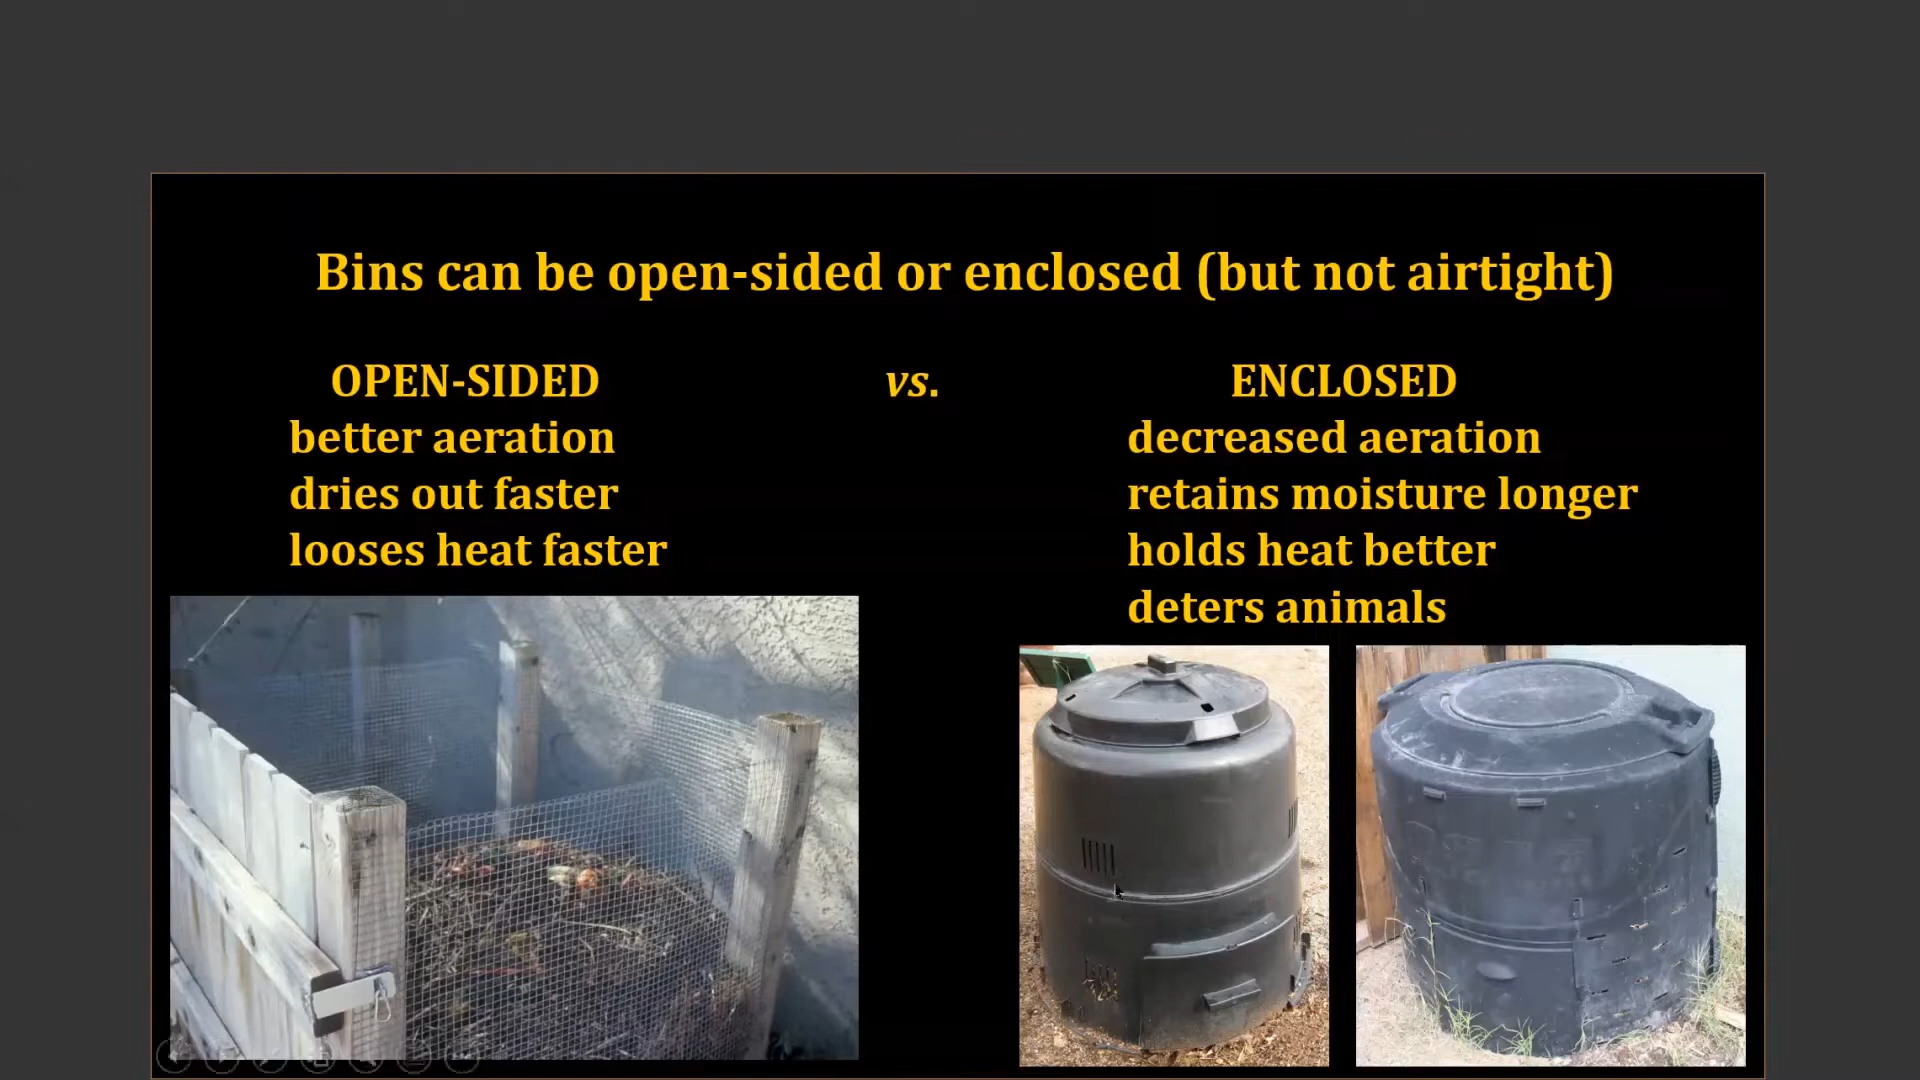 Bins can be open-sided or enclosed (but not airtight)
OPEN-SIDED vs. ENCLOSED
better aeration decreased aeration
dries out faster retains moisture longer
looses heat faster holds heat better
deters animals